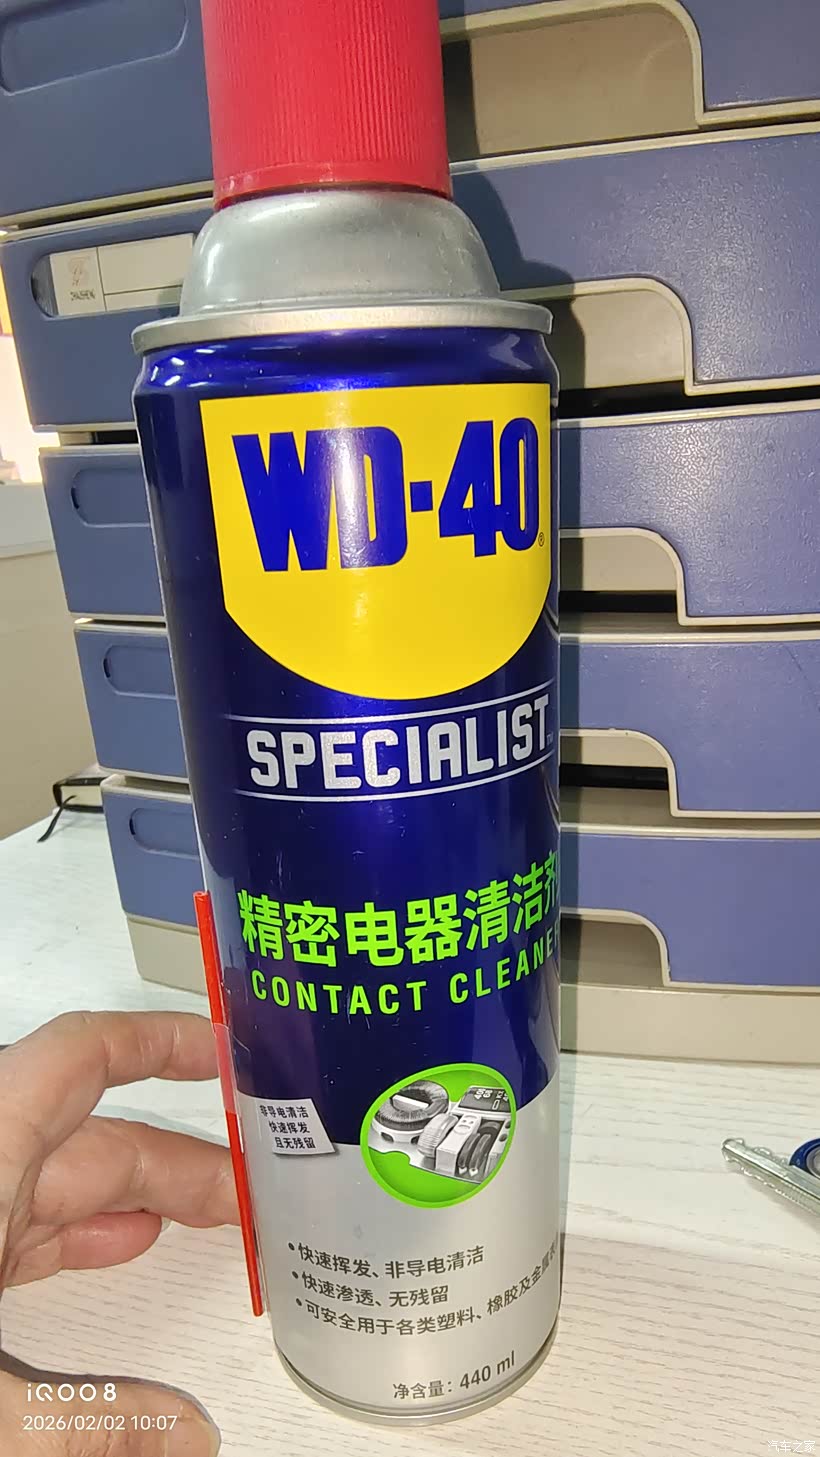 WD-40®
SPECIALIST™
精密电器清洁剂
CONTACT CLEANE
非导电清洁
快速挥发
且无残留
•快速挥发、非导电清洁
•快速渗透、无残留
•可安全用于各类塑料、橡胶及金属表
净含量：440 ml
iQOO 8
2026/02/02 10:07
汽车之家